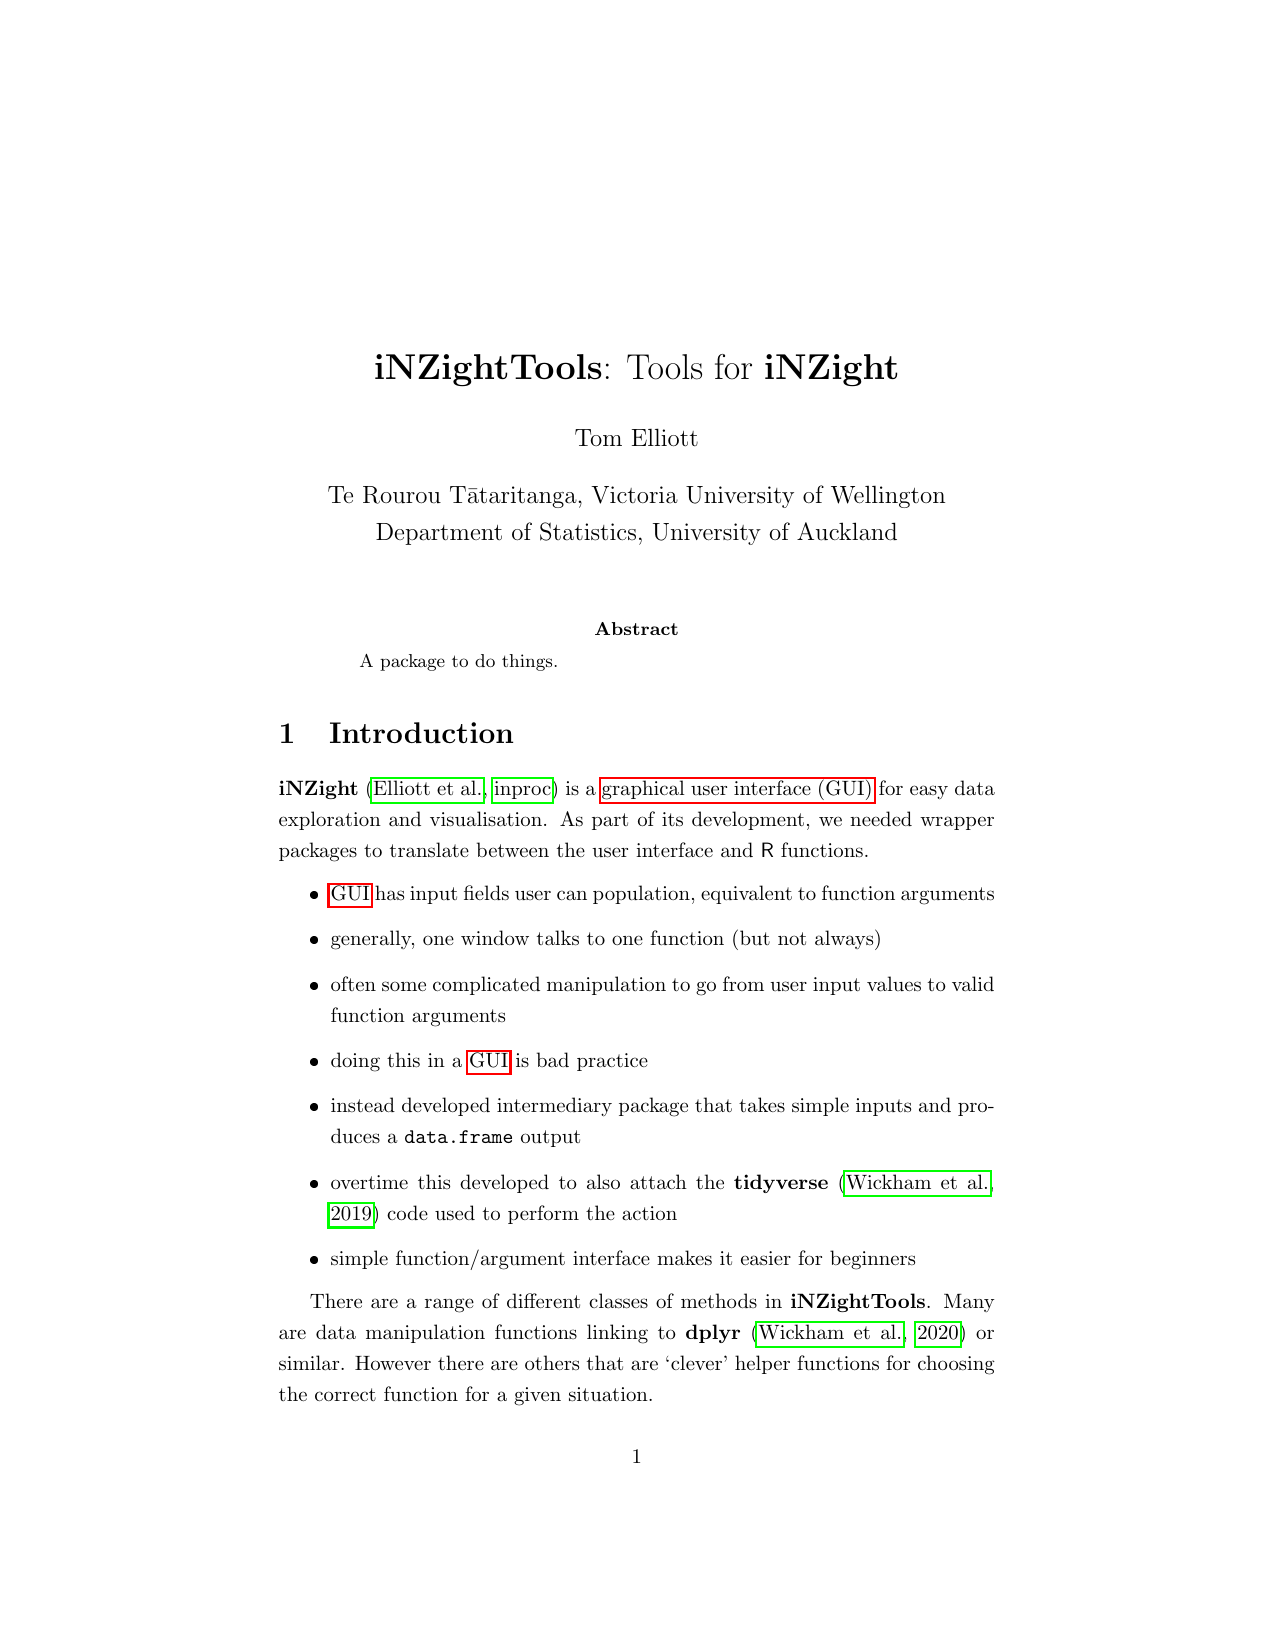 iNZightTools: Tools for iNZight
Tom Elliott
Te Rourou Tātaritanga, Victoria University of Wellington
Department of Statistics, University of Auckland
Abstract
A package to do things.
1 Introduction
iNZight (Elliott et al., inproc) is a graphical user interface (GUI) for easy data
exploration and visualisation. As part of its development, we needed wrapper
packages to translate between the user interface and R functions.
• GUI has input fields user can population, equivalent to function arguments
• generally, one window talks to one function (but not always)
• often some complicated manipulation to go from user input values to valid
function arguments
• doing this in a GUI is bad practice
• instead developed intermediary package that takes simple inputs and pro-
duces a data.frame output
• overtime this developed to also attach the tidyverse (Wickham et al.,
2019) code used to perform the action
• simple function/argument interface makes it easier for beginners
There are a range of different classes of methods in iNZightTools. Many
are data manipulation functions linking to dplyr (Wickham et al., 2020) or
similar. However there are others that are ‘clever’ helper functions for choosing
the correct function for a given situation.
1